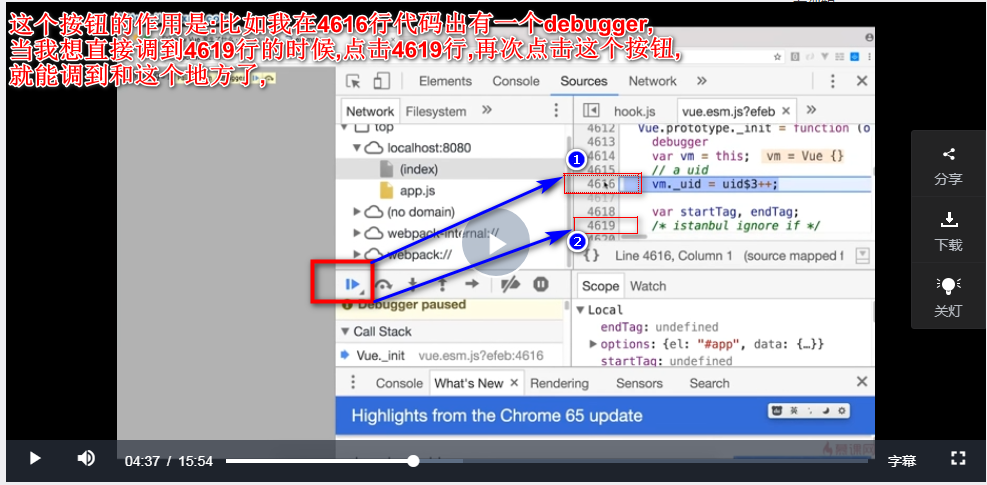 这个按钮的作用是:比如我在4616行代码出有一个debugger,
当我想直接调到4619行的时候,点击4619行,再次点击这个按钮,
就能调到和这个地方了,
Elements Console Sources Network »
Network Filesystem »
hook.js vue.esm.js?efeb × »
top
localhost:8080
(index)
app.js
(no domain)
webpack-internal://
webpack://
4612 Vue.prototype._init = function (o
4613 debugger
4614 var vm = this; vm = Vue {}
4615 // a uid
4616 vm._uid = uid$3++;
4617
4618 var startTag, endTag;
4619 /* istanbul ignore if */
4620
1
2
{} Line 4616, Column 1 (source mapped f
Debugger paused
Call Stack
Vue._init vue.esm.js?efeb:4616
Scope Watch
Local
endTag: undefined
options: {el: "#app", data: {…}}
startTag: undefined
Console What's New × Rendering Sensors Search
Highlights from the Chrome 65 update
英
分享
下载
关灯
04:37 / 15:54
字幕